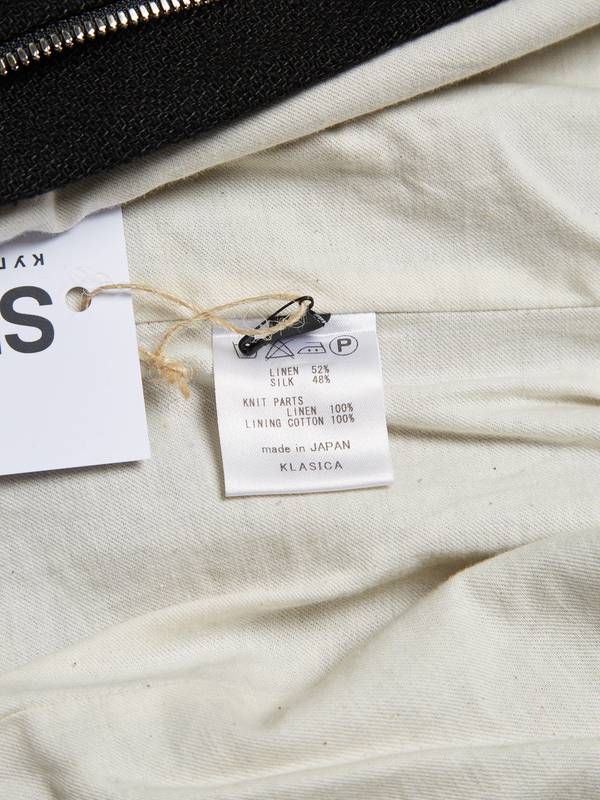 P
LINEN 52%
SILK 48%
KNIT PARTS
LINEN 100%
LINING COTTON 100%
made in JAPAN
KLASICA